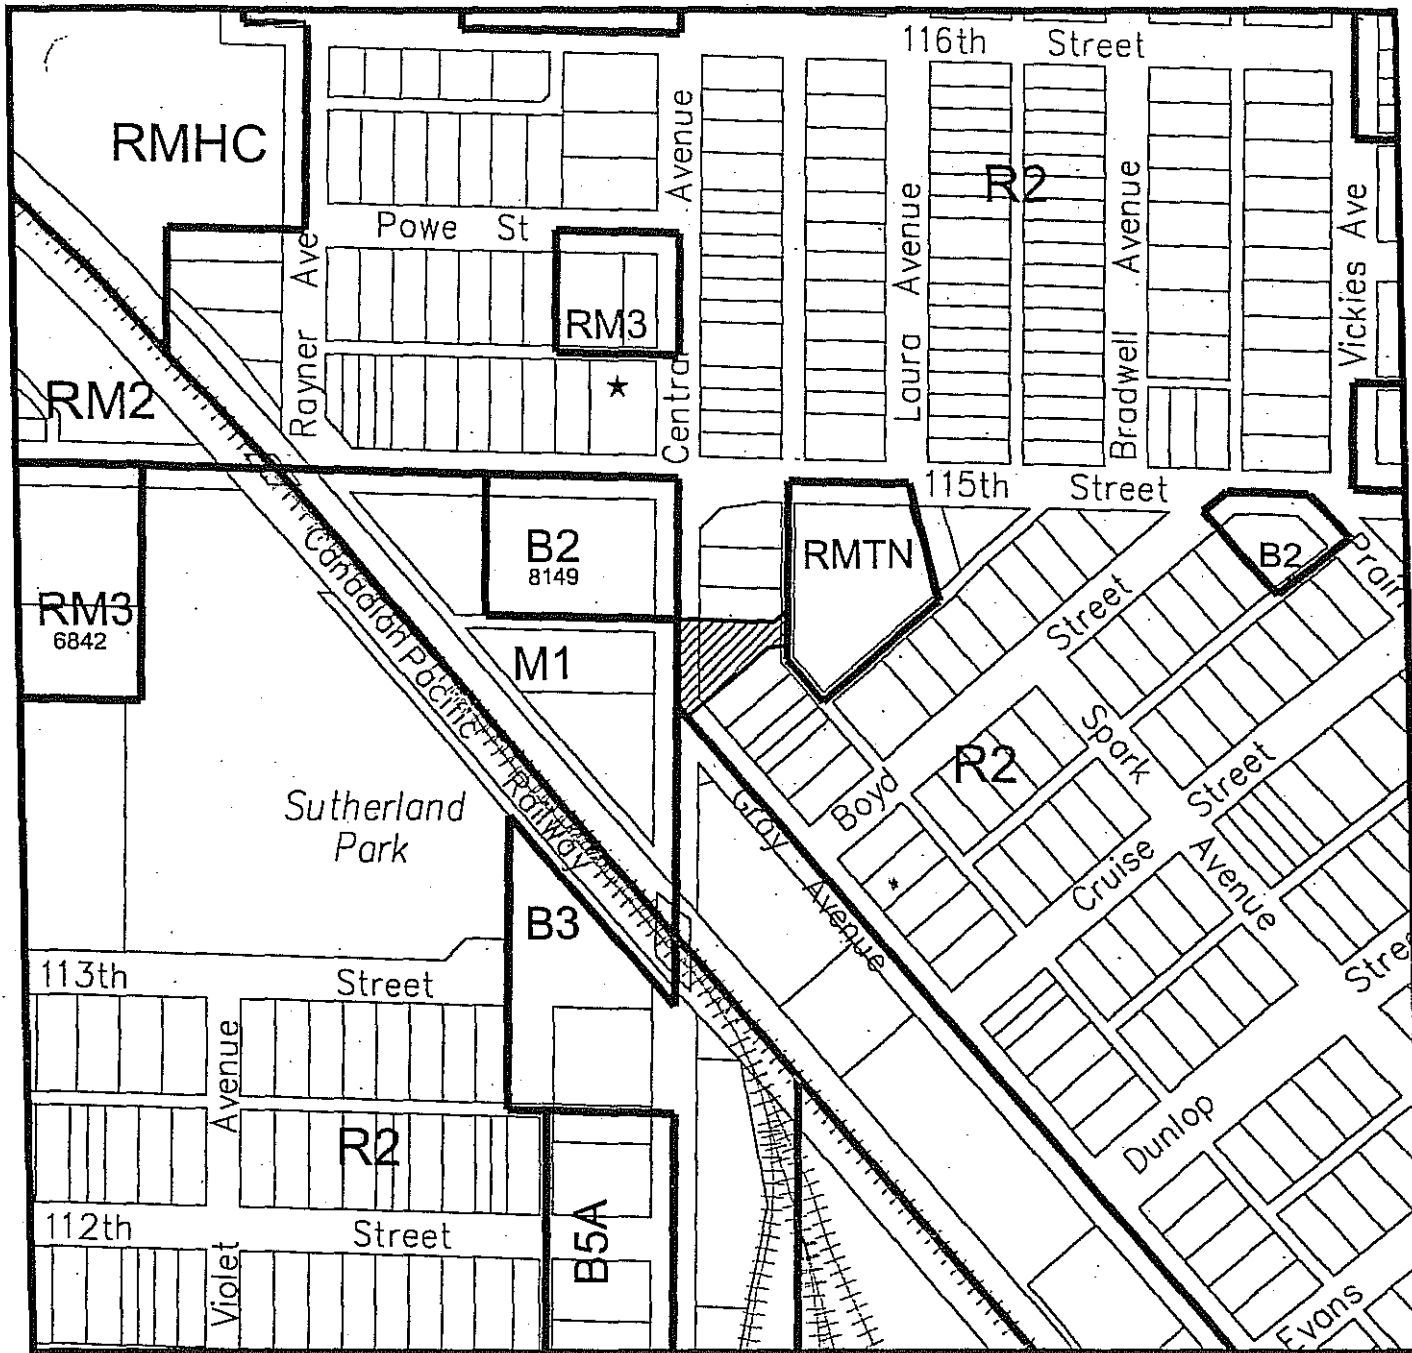 116th Street
RMHC
Avenue
R2
Powe St
Rayner Ave
Laura Avenue
Bradwell Avenue
Vickies Ave
RM3
Central
RM2
115th Street
B2
8149
RMTN
B2
Prair
RM3
6842
Canadian Pacific Railway
M1
Street
Spark
R2
Street
Boyd
Gray Avenue
Sutherland
Park
Cruise
Avenue
B3
113th Street
Stre
Avenue
Dunlop
R2
112th Street
B5A
Violet
Evans